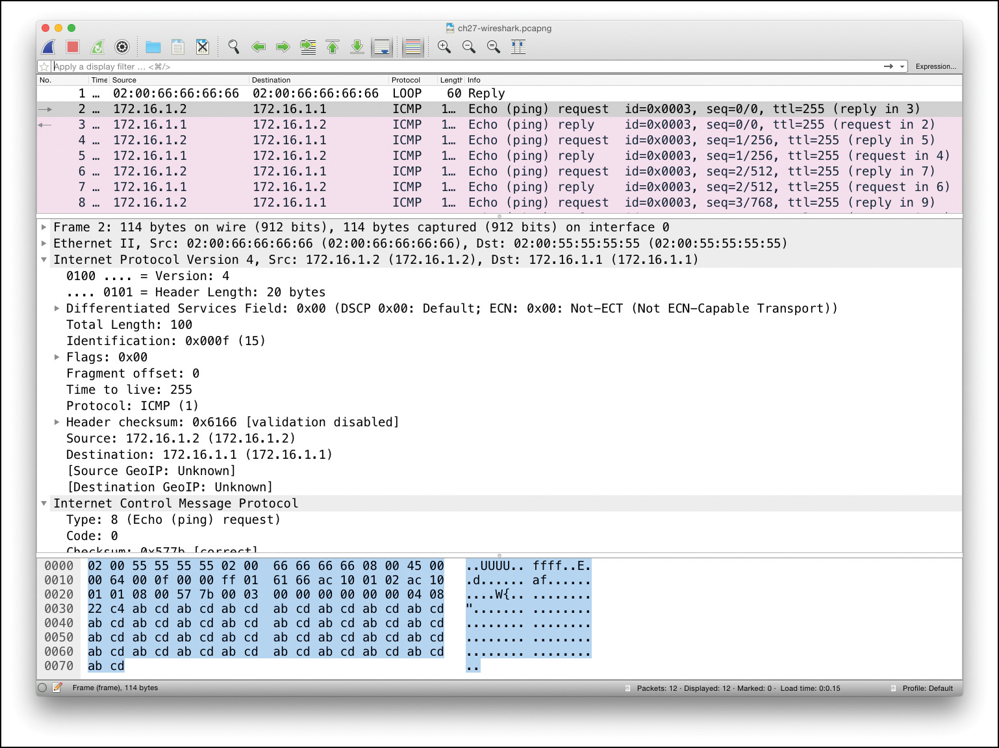 ch27-wireshark.pcapng
Apply a display filter ... <⌘/>
Expression...
No. Time Source Destination Protocol Length Info
1 ... 02:00:66:66:66:66 02:00:66:66:66:66 LOOP 60 Reply
2 ... 172.16.1.2 172.16.1.1 ICMP 1... Echo (ping) request id=0x0003, seq=0/0, ttl=255 (reply in 3)
3 ... 172.16.1.1 172.16.1.2 ICMP 1... Echo (ping) reply id=0x0003, seq=0/0, ttl=255 (request in 2)
4 ... 172.16.1.2 172.16.1.1 ICMP 1... Echo (ping) request id=0x0003, seq=1/256, ttl=255 (reply in 5)
5 ... 172.16.1.1 172.16.1.2 ICMP 1... Echo (ping) reply id=0x0003, seq=1/256, ttl=255 (request in 4)
6 ... 172.16.1.2 172.16.1.1 ICMP 1... Echo (ping) request id=0x0003, seq=2/512, ttl=255 (reply in 7)
7 ... 172.16.1.1 172.16.1.2 ICMP 1... Echo (ping) reply id=0x0003, seq=2/512, ttl=255 (request in 6)
8 ... 172.16.1.2 172.16.1.1 ICMP 1... Echo (ping) request id=0x0003, seq=3/768, ttl=255 (reply in 9)
Frame 2: 114 bytes on wire (912 bits), 114 bytes captured (912 bits) on interface 0
Ethernet II, Src: 02:00:66:66:66:66 (02:00:66:66:66:66), Dst: 02:00:55:55:55:55 (02:00:55:55:55:55)
Internet Protocol Version 4, Src: 172.16.1.2 (172.16.1.2), Dst: 172.16.1.1 (172.16.1.1)
0100 .... = Version: 4
.... 0101 = Header Length: 20 bytes
Differentiated Services Field: 0x00 (DSCP 0x00: Default; ECN: 0x00: Not-ECT (Not ECN-Capable Transport))
Total Length: 100
Identification: 0x000f (15)
Flags: 0x00
Fragment offset: 0
Time to live: 255
Protocol: ICMP (1)
Header checksum: 0x6166 [validation disabled]
Source: 172.16.1.2 (172.16.1.2)
Destination: 172.16.1.1 (172.16.1.1)
[Source GeoIP: Unknown]
[Destination GeoIP: Unknown]
Internet Control Message Protocol
Type: 8 (Echo (ping) request)
Code: 0
Checksum: 0x577b [correct]
0000 02 00 55 55 55 55 02 00 66 66 66 66 08 00 45 00 ..UUUU.. ffff..E.
0010 00 64 00 0f 00 00 ff 01 61 66 ac 10 01 02 ac 10 .d...... af......
0020 01 01 08 00 57 7b 00 03 00 00 00 00 00 00 04 08 ....W{.. ........
0030 22 c4 ab cd ab cd ab cd ab cd ab cd ab cd ab cd "....... ........
0040 ab cd ab cd ab cd ab cd ab cd ab cd ab cd ab cd ........ ........
0050 ab cd ab cd ab cd ab cd ab cd ab cd ab cd ab cd ........ ........
0060 ab cd ab cd ab cd ab cd ab cd ab cd ab cd ab cd ........ ........
0070 ab cd ..
Frame (frame), 114 bytes
Packets: 12 · Displayed: 12 · Marked: 0 · Load time: 0:0.15
Profile: Default